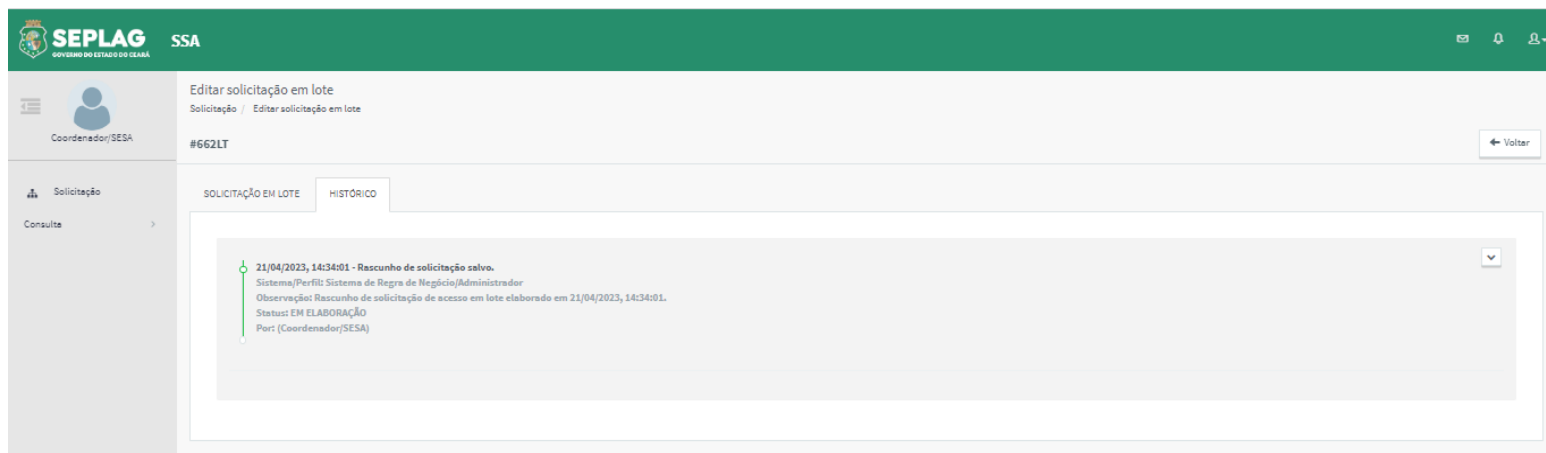 SEPLAG
GOVERNO DO ESTADO DO CEARÁ
SSA
Coordenador/SESA
Solicitação
Consulta
Editar solicitação em lote
Solicitação / Editar solicitação em lote
#662LT
Voltar
SOLICITAÇÃO EM LOTE
HISTÓRICO
21/04/2023, 14:34:01 - Rascunho de solicitação salvo.
Sistema/Perfil: Sistema de Regra de Negócio/Administrador
Observação: Rascunho de solicitação de acesso em lote elaborado em 21/04/2023, 14:34:01.
Status: EM ELABORAÇÃO
Por: (Coordenador/SESA)